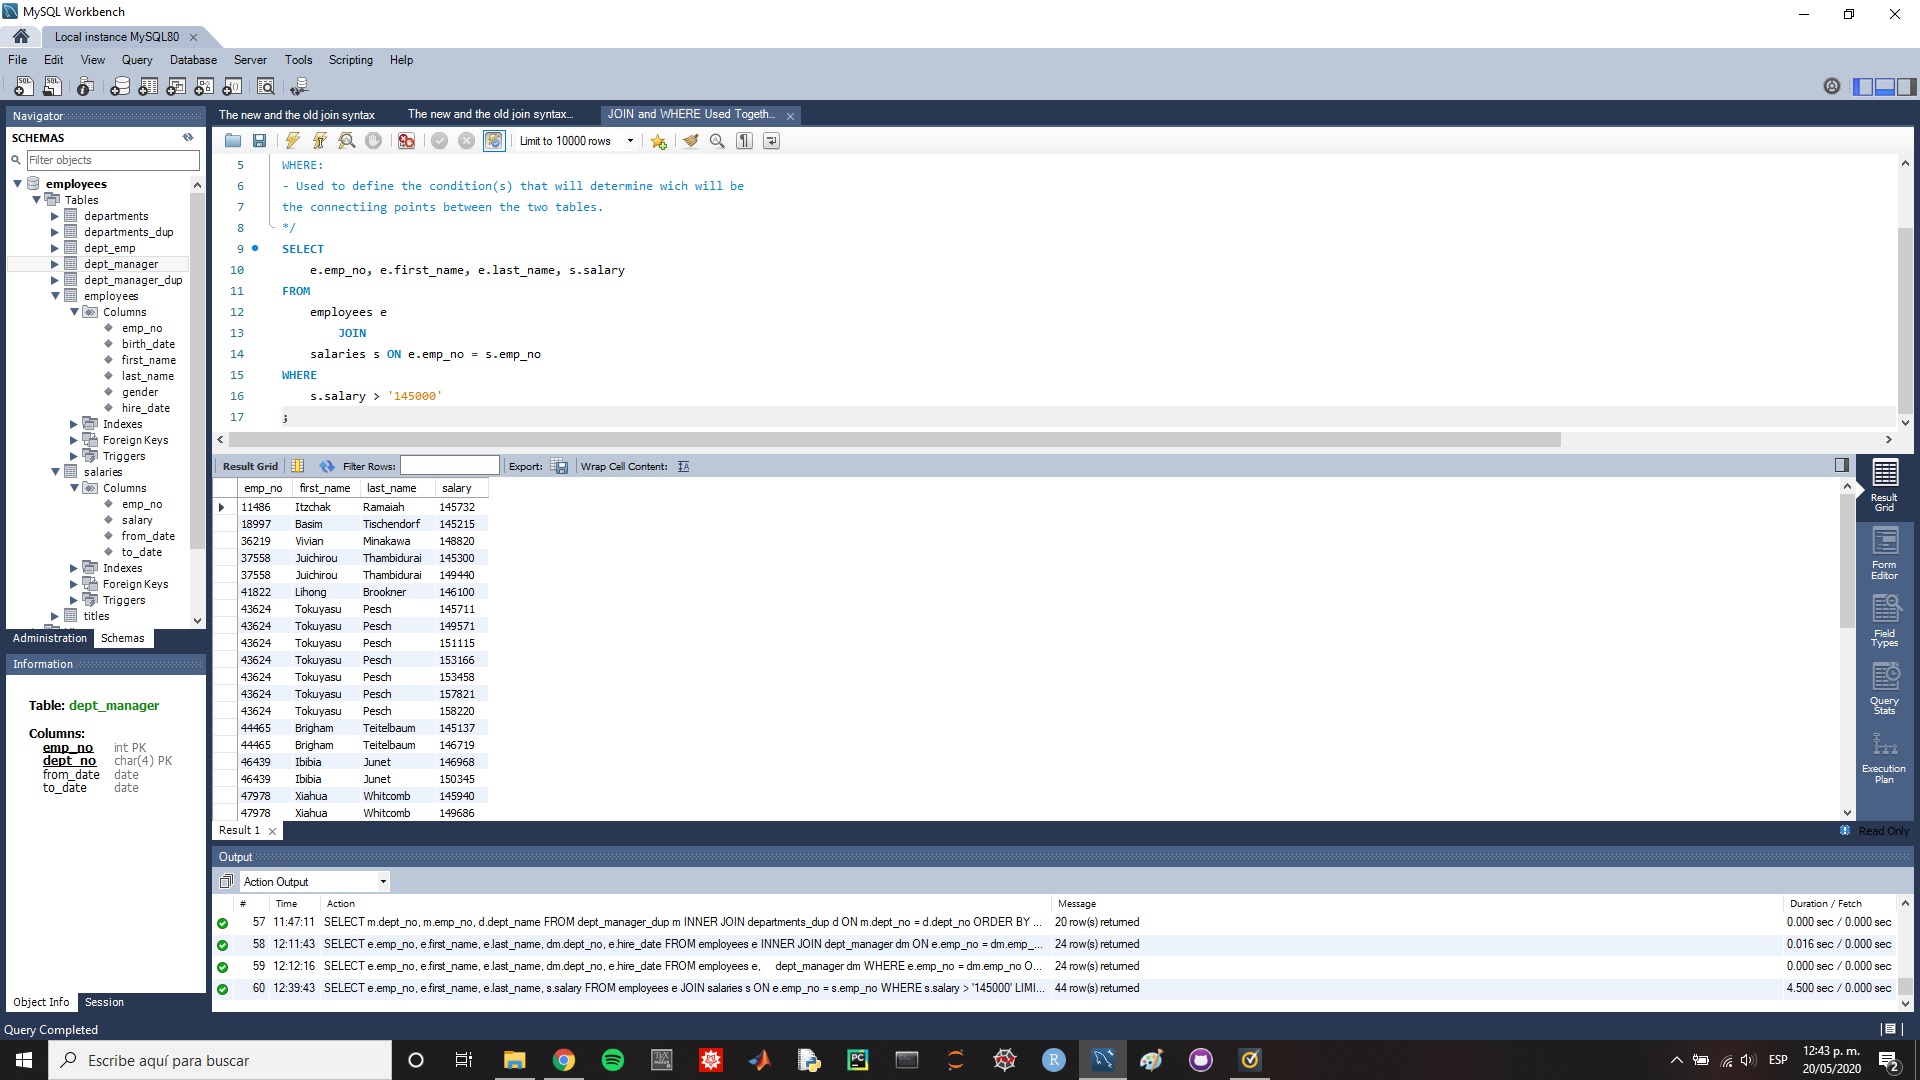 MySQL Workbench
Local instance MySQL80
File Edit View Query Database Server Tools Scripting Help
Navigator
SCHEMAS
Filter objects
employees
Tables
departments
departments_dup
dept_emp
dept_manager
dept_manager_dup
employees
Columns
emp_no
birth_date
first_name
last_name
gender
hire_date
Indexes
Foreign Keys
Triggers
salaries
Columns
emp_no
salary
from_date
to_date
Indexes
Foreign Keys
Triggers
titles
Administration Schemas
Information
Table: dept_manager
Columns:
emp_no int PK
dept_no char(4) PK
from_date date
to_date date
Object Info Session
The new and the old join syntax The new and the old join syntax... JOIN and WHERE Used Togeth...
Limit to 10000 rows
5 WHERE:
6 - Used to define the condition(s) that will determine wich will be
7 the connectiing points between the two tables.
8 */
9 SELECT
10 e.emp_no, e.first_name, e.last_name, s.salary
11 FROM
12 employees e
13 JOIN
14 salaries s ON e.emp_no = s.emp_no
15 WHERE
16 s.salary > '145000'
17 ;
Result Grid Filter Rows: Export: Wrap Cell Content:
emp_no first_name last_name salary
11486 Itzchak Ramaiah 145732
18997 Basim Tischendorf 145215
36219 Vivian Minakawa 148820
37558 Juichirou Thambidurai 145300
37558 Juichirou Thambidurai 149440
41822 Lihong Brookner 146100
43624 Tokuyasu Pesch 145711
43624 Tokuyasu Pesch 149571
43624 Tokuyasu Pesch 151115
43624 Tokuyasu Pesch 153166
43624 Tokuyasu Pesch 153458
43624 Tokuyasu Pesch 157821
43624 Tokuyasu Pesch 158220
44465 Brigham Teitelbaum 145137
44465 Brigham Teitelbaum 146719
46439 Ibibia Junet 146968
46439 Ibibia Junet 150345
47978 Xiahua Whitcomb 145940
47978 Xiahua Whitcomb 149686
Result
Grid
Form
Editor
Field
Types
Query
Stats
Execution
Plan
Result 1
Read Only
Output
Action Output
# Time Action Message Duration / Fetch
57 11:47:11 SELECT m.dept_no, m.emp_no, d.dept_name FROM dept_manager_dup m INNER JOIN departments_dup d ON m.dept_no = d.dept_no ORDER BY ... 20 row(s) returned 0.000 sec / 0.000 sec
58 12:11:43 SELECT e.emp_no, e.first_name, e.last_name, dm.dept_no, e.hire_date FROM employees e INNER JOIN dept_manager dm ON e.emp_no = dm.emp_... 24 row(s) returned 0.016 sec / 0.000 sec
59 12:12:16 SELECT e.emp_no, e.first_name, e.last_name, dm.dept_no, e.hire_date FROM employees e, dept_manager dm WHERE e.emp_no = dm.emp_no O... 24 row(s) returned 0.000 sec / 0.000 sec
60 12:39:43 SELECT e.emp_no, e.first_name, e.last_name, s.salary FROM employees e JOIN salaries s ON e.emp_no = s.emp_no WHERE s.salary > '145000' LIMI... 44 row(s) returned 4.500 sec / 0.000 sec
Query Completed
Escribe aquí para buscar
ESP
12:43 p. m.
20/05/2020
2